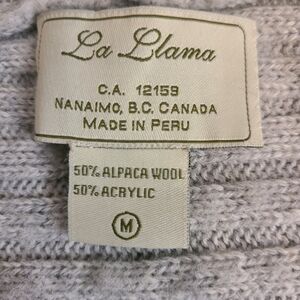 La Llama
C.A. 12159
NANAIMO, B.C. CANADA
MADE IN PERU
50% ALPACA WOOL
50% ACRYLIC
M